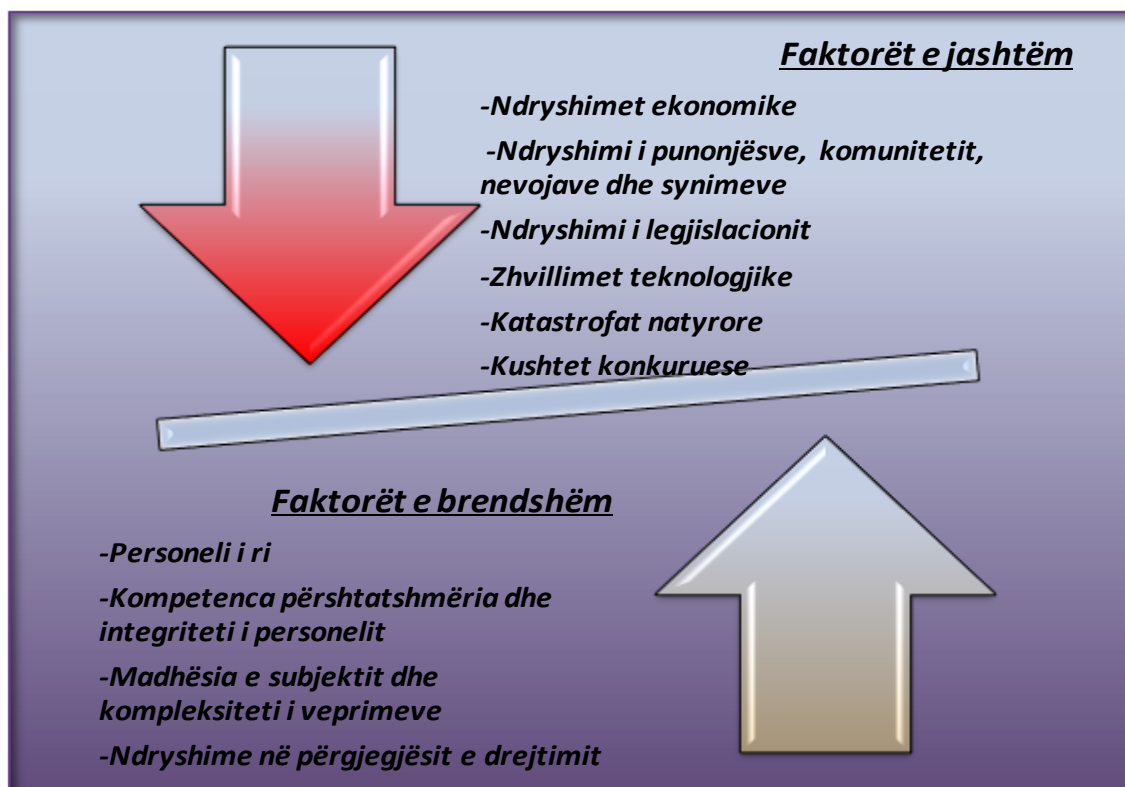 Faktorët e jashtëm
-Ndryshimet ekonomike
-Ndryshimi i punonjësve, komunitetit,
nevojave dhe synimeve
-Ndryshimi i legjislacionit
-Zhvillimet teknologjike
-Katastrofat natyrore
-Kushtet konkuruese
Faktorët e brendshëm
-Personeli i ri
-Kompetenca përshtatshmëria dhe
integriteti i personelit
-Madhësia e subjektit dhe
kompleksiteti i veprimeve
-Ndryshime në përgjegjësit e drejtimit